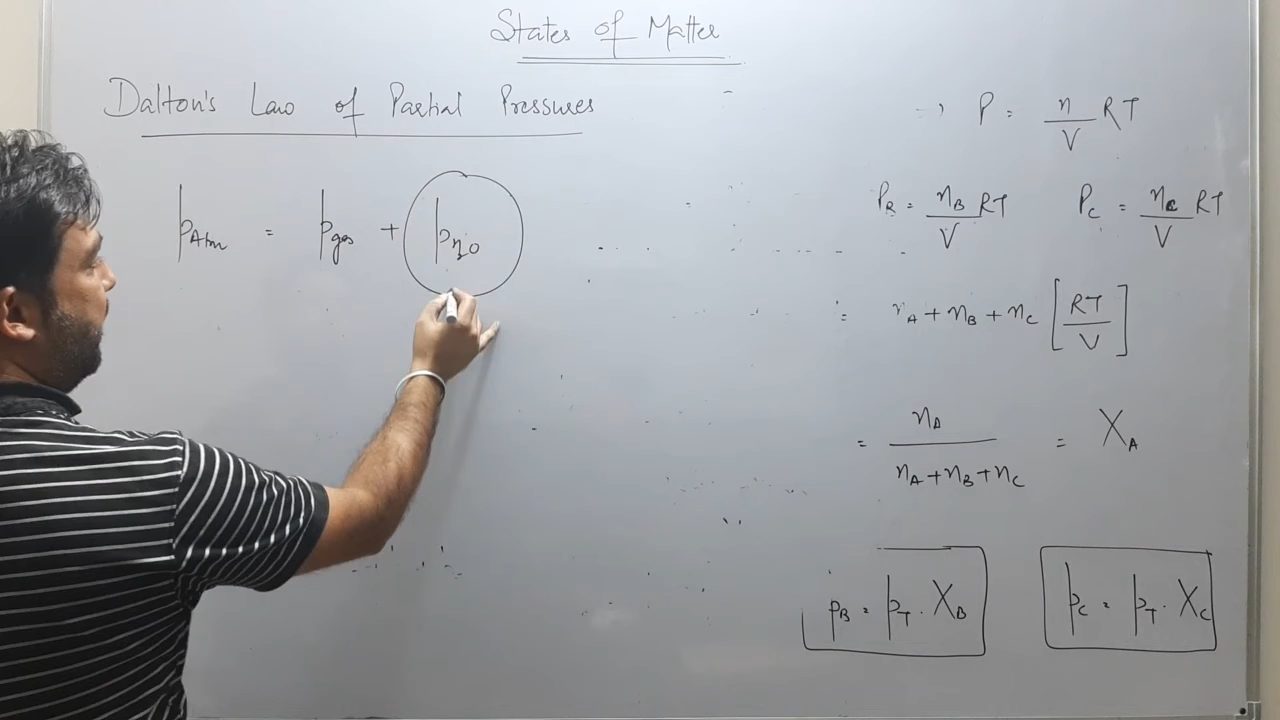 States of Matter
Dalton's Law of Partial Pressures
pAtm = pgas + pH2O
→ P = n/V RT
PB = nB/V RT    PC = nC/V RT
= nA + nB + nC [RT/V]
= nA/(nA + nB + nC) = XA
pB = pT . XB    pC = pT . XC